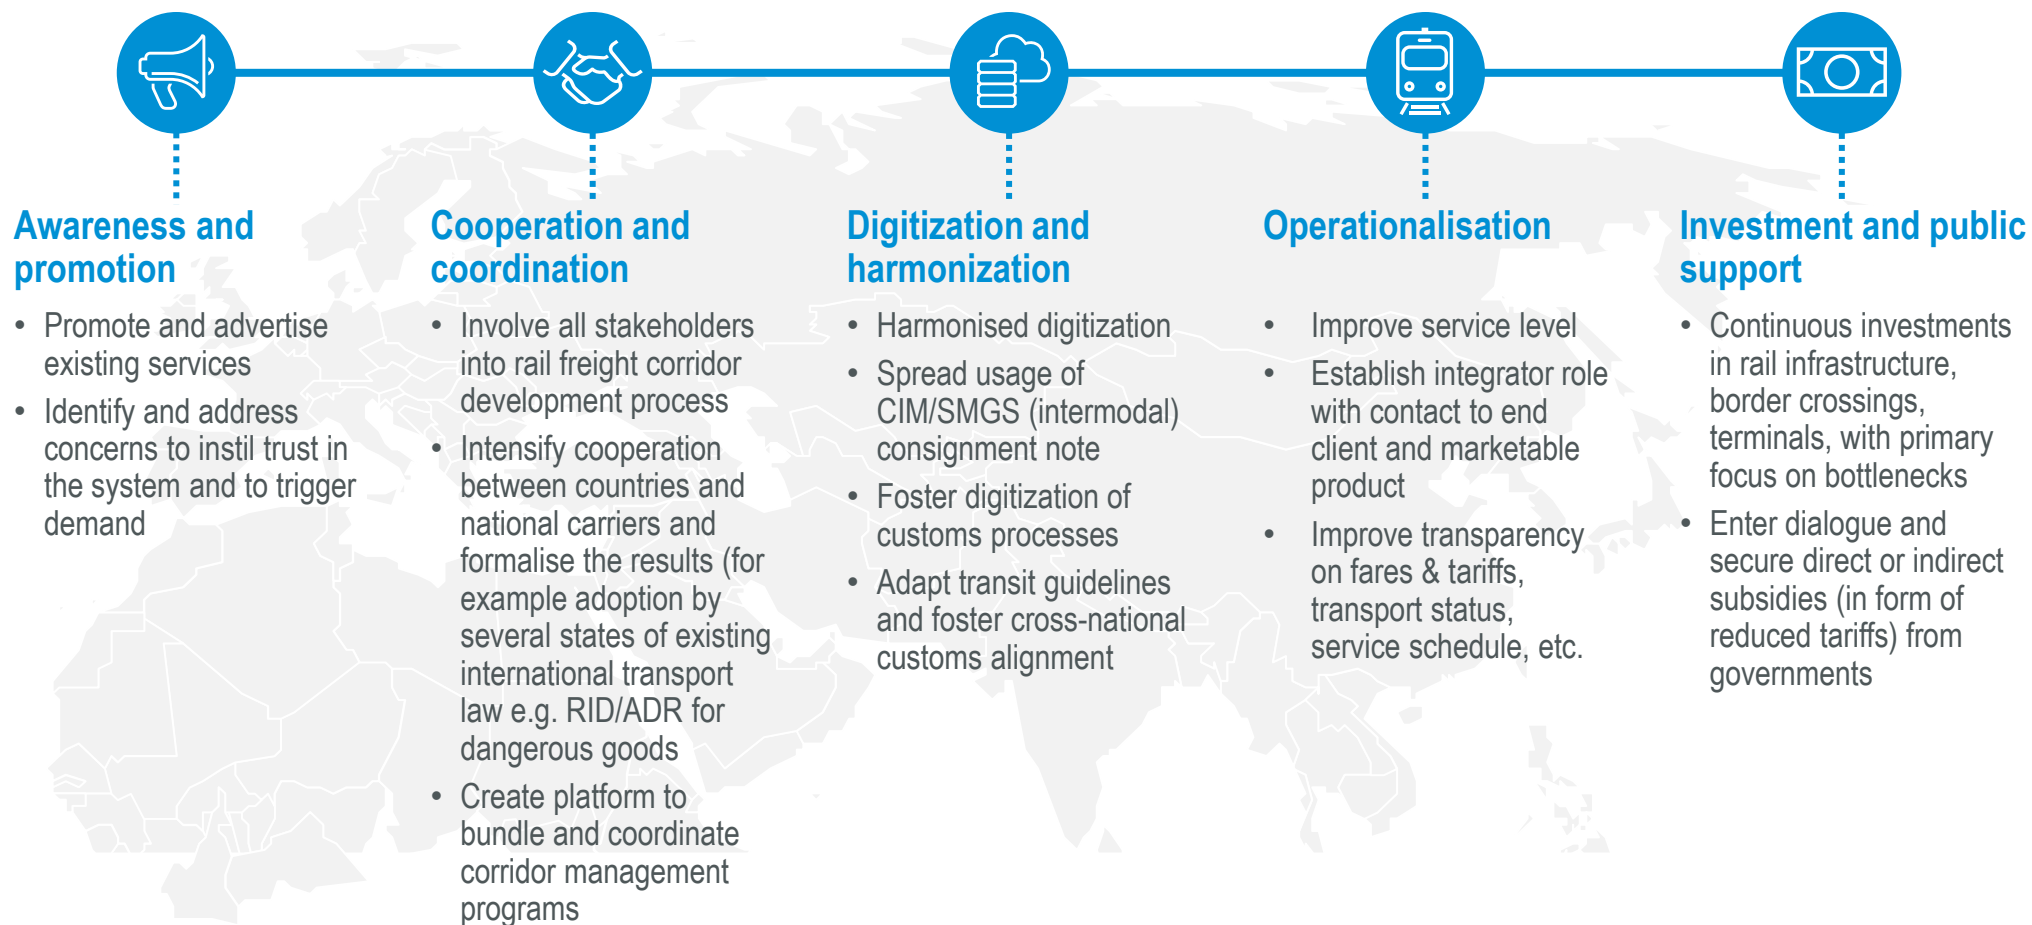 Awareness and
promotion
• Promote and advertise
existing services
• Identify and address
concerns to instil trust in
the system and to trigger
demand
Cooperation and
coordination
• Involve all stakeholders
into rail freight corridor
development process
• Intensify cooperation
between countries and
national carriers and
formalise the results (for
example adoption by
several states of existing
international transport
law e.g. RID/ADR for
dangerous goods
• Create platform to
bundle and coordinate
corridor management
programs
Digitization and
harmonization
• Harmonised digitization
• Spread usage of
CIM/SMGS (intermodal)
consignment note
• Foster digitization of
customs processes
• Adapt transit guidelines
and foster cross-national
customs alignment
Operationalisation
• Improve service level
• Establish integrator role
with contact to end
client and marketable
product
• Improve transparency
on fares & tariffs,
transport status,
service schedule, etc.
Investment and public
support
• Continuous investments
in rail infrastructure,
border crossings,
terminals, with primary
focus on bottlenecks
• Enter dialogue and
secure direct or indirect
subsidies (in form of
reduced tariffs) from
governments